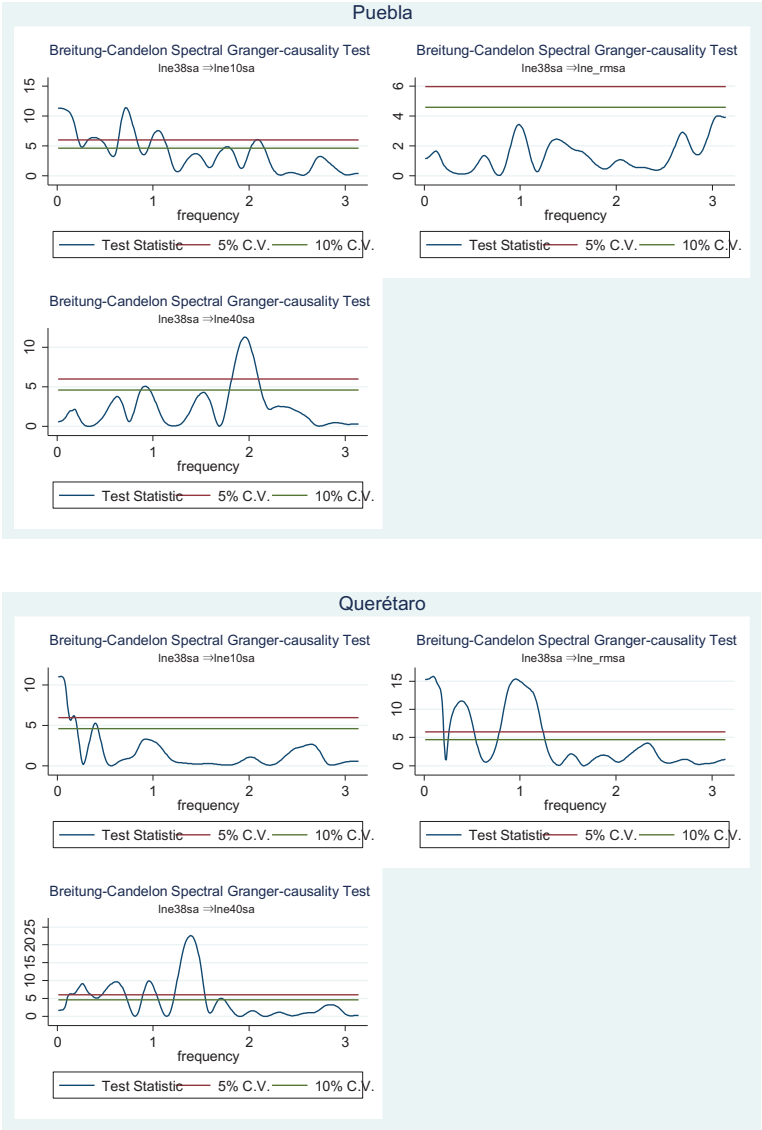 Puebla
Breitung-Candelon Spectral Granger-causality Test
lne38sa ⇒lne10sa
15
10
5
0
0 1 2 3
frequency
Test Statistic 5% C.V. 10% C.V.
Breitung-Candelon Spectral Granger-causality Test
lne38sa ⇒lne_rmsa
6
4
2
0
0 1 2 3
frequency
Test Statistic 5% C.V. 10% C.V.
Breitung-Candelon Spectral Granger-causality Test
lne38sa ⇒lne40sa
10
5
0
0 1 2 3
frequency
Test Statistic 5% C.V. 10% C.V.
Querétaro
Breitung-Candelon Spectral Granger-causality Test
lne38sa ⇒lne10sa
10
5
0
0 1 2 3
frequency
Test Statistic 5% C.V. 10% C.V.
Breitung-Candelon Spectral Granger-causality Test
lne38sa ⇒lne_rmsa
15
10
5
0
0 1 2 3
frequency
Test Statistic 5% C.V. 10% C.V.
Breitung-Candelon Spectral Granger-causality Test
lne38sa ⇒lne40sa
25
20
15
10
5
0
0 1 2 3
frequency
Test Statistic 5% C.V. 10% C.V.